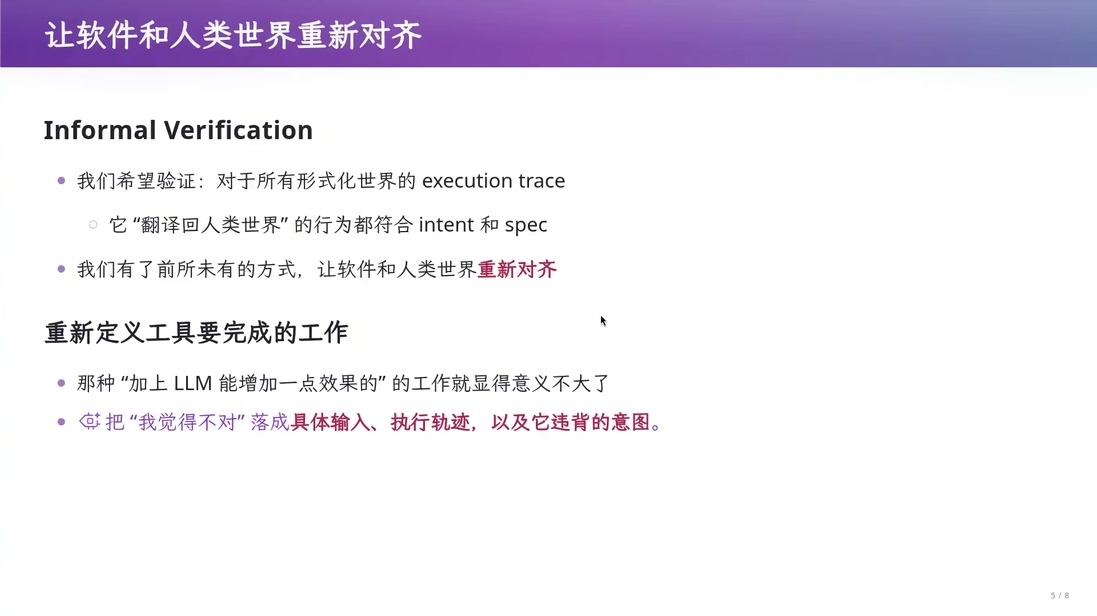 让软件和人类世界重新对齐
Informal Verification
我们希望验证：对于所有形式化世界的 execution trace
它 “翻译回人类世界” 的行为都符合 intent 和 spec
我们有了前所未有的方式，让软件和人类世界重新对齐
重新定义工具要完成的工作
那种 “加上 LLM 能增加一点效果的” 的工作就显得意义不大了
把 “我觉得不对” 落成具体输入、执行轨迹，以及它违背的意图。
5 / 8